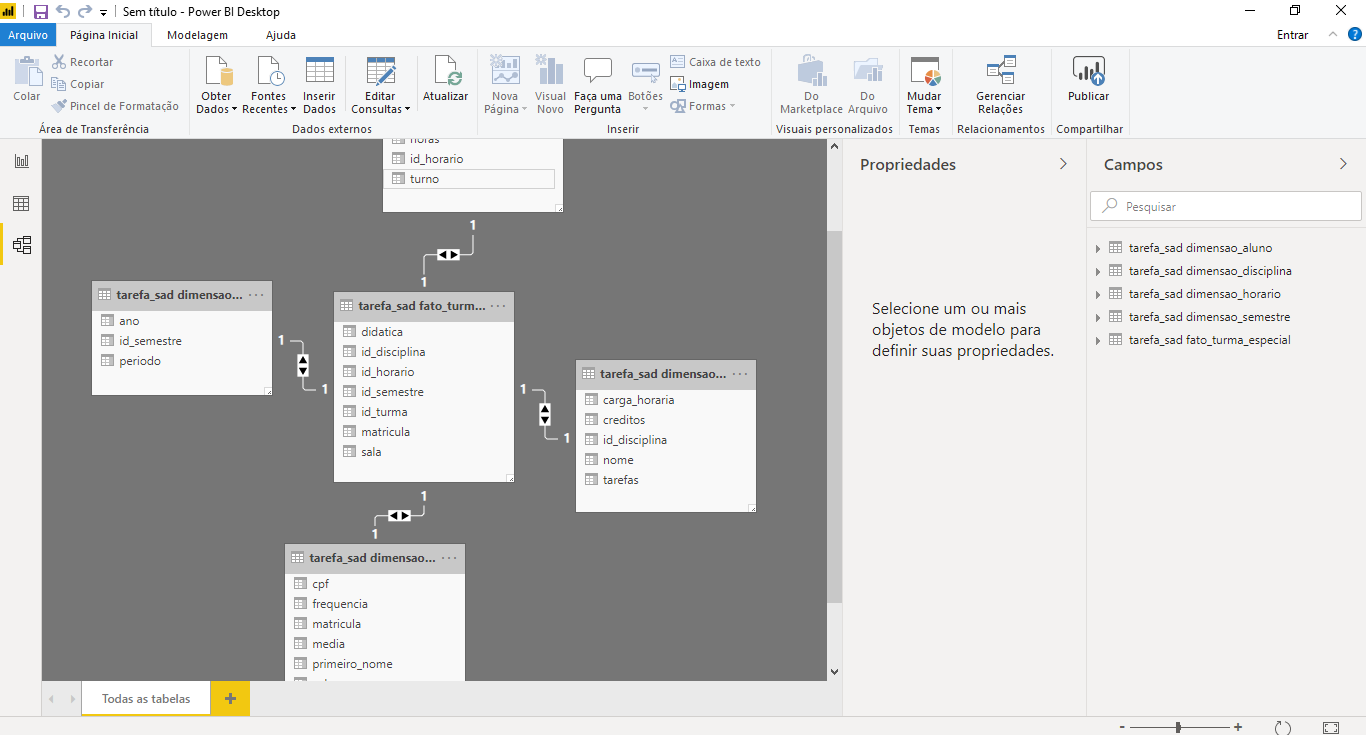 Sem título - Power BI Desktop
Arquivo Página Inicial Modelagem Ajuda Entrar
Colar
Recortar
Copiar
Pincel de Formatação
Área de Transferência
Obter Dados
Fontes Recentes
Inserir Dados
Editar Consultas
Atualizar
Dados externos
Nova Página
Visual Novo
Faça uma Pergunta
Botões
Caixa de texto
Imagem
Formas
Inserir
Do Marketplace
Do Arquivo
Visuais personalizados
Mudar Tema
Temas
Gerenciar Relações
Relacionamentos
Publicar
Compartilhar
horas
id_horario
turno
1
1
tarefa_sad dimensao... ···
ano
id_semestre
periodo
1
1
tarefa_sad fato_turm... ···
didatica
id_disciplina
id_horario
id_semestre
id_turma
matricula
sala
1
1
tarefa_sad dimensao... ···
carga_horaria
creditos
id_disciplina
nome
tarefas
1
1
tarefa_sad dimensao... ···
cpf
frequencia
matricula
media
primeiro_nome
Propriedades
Selecione um ou mais
objetos de modelo para
definir suas propriedades.
Campos
Pesquisar
tarefa_sad dimensao_aluno
tarefa_sad dimensao_disciplina
tarefa_sad dimensao_horario
tarefa_sad dimensao_semestre
tarefa_sad fato_turma_especial
Todas as tabelas +
- +